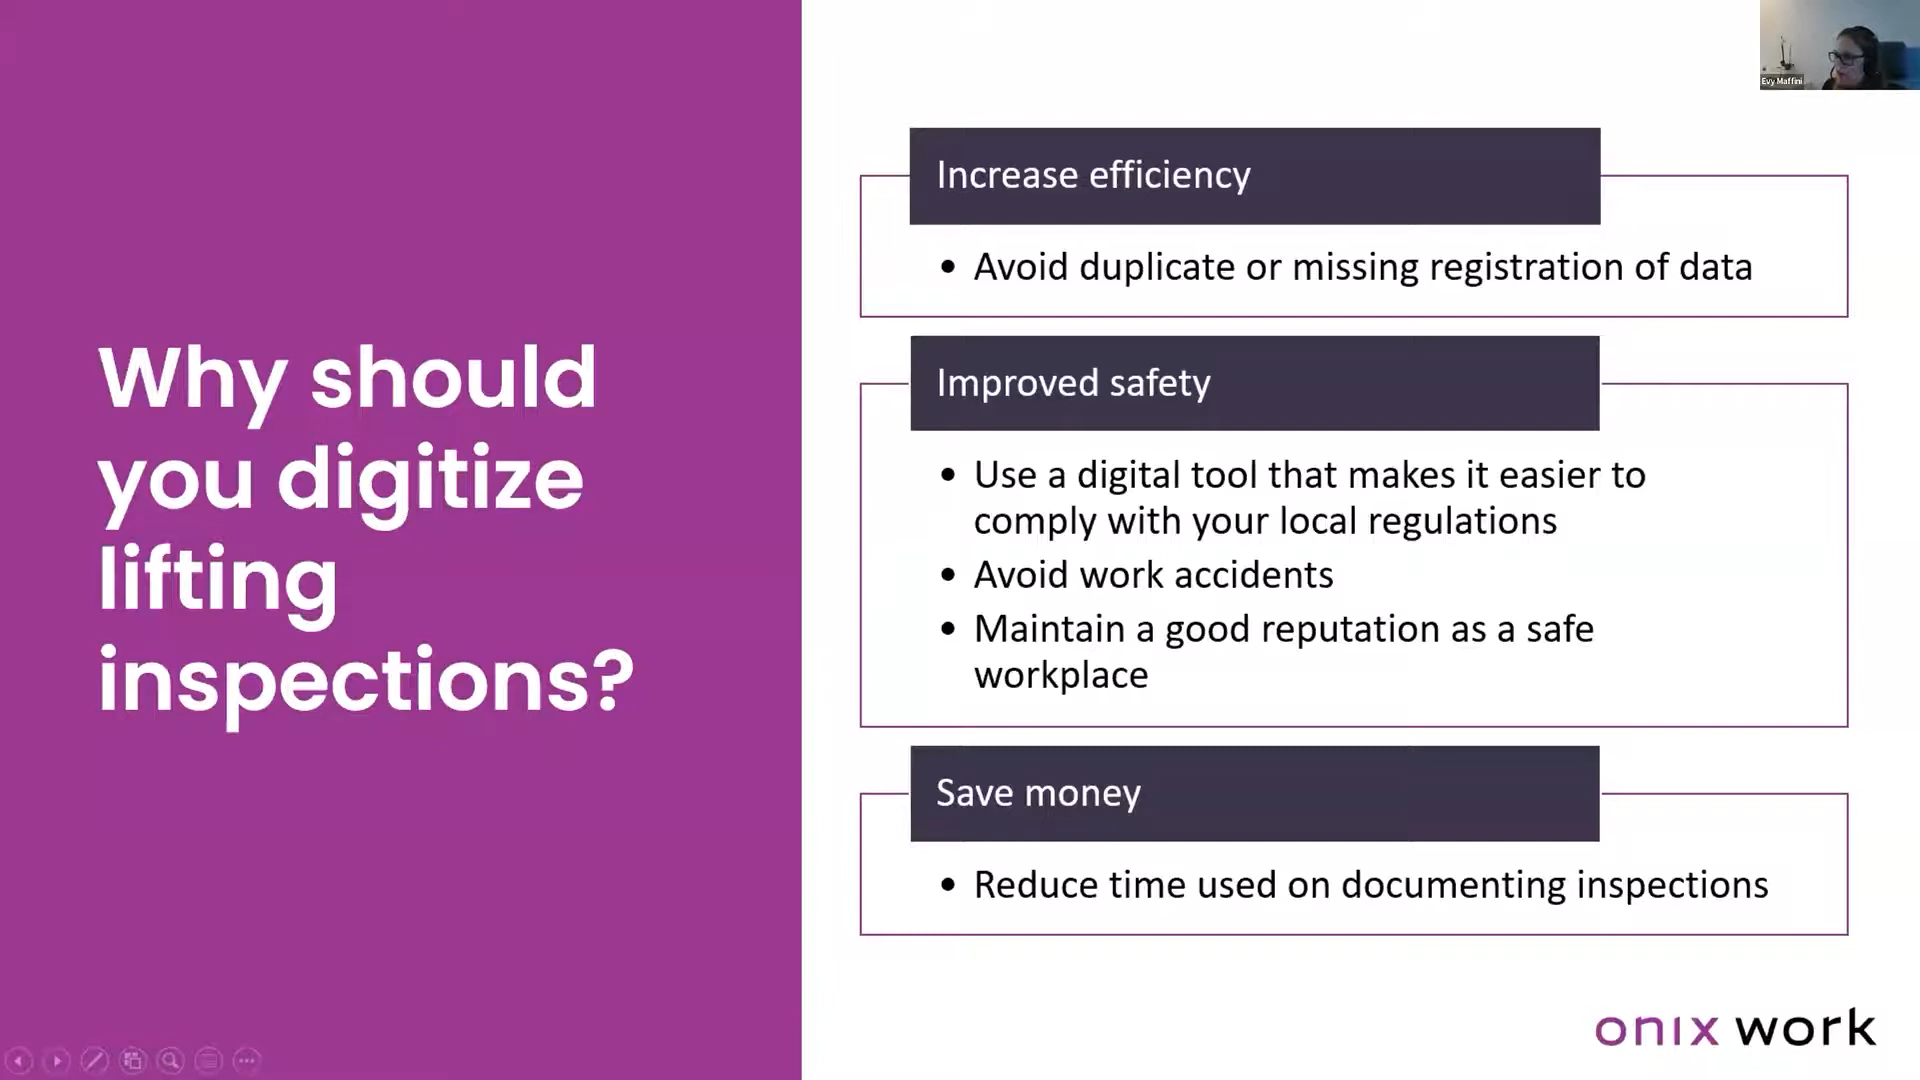 Why should
you digitize
lifting
inspections?
Evy Maffini
Increase efficiency
• Avoid duplicate or missing registration of data
Improved safety
• Use a digital tool that makes it easier to
comply with your local regulations
• Avoid work accidents
• Maintain a good reputation as a safe
workplace
Save money
• Reduce time used on documenting inspections
onix work